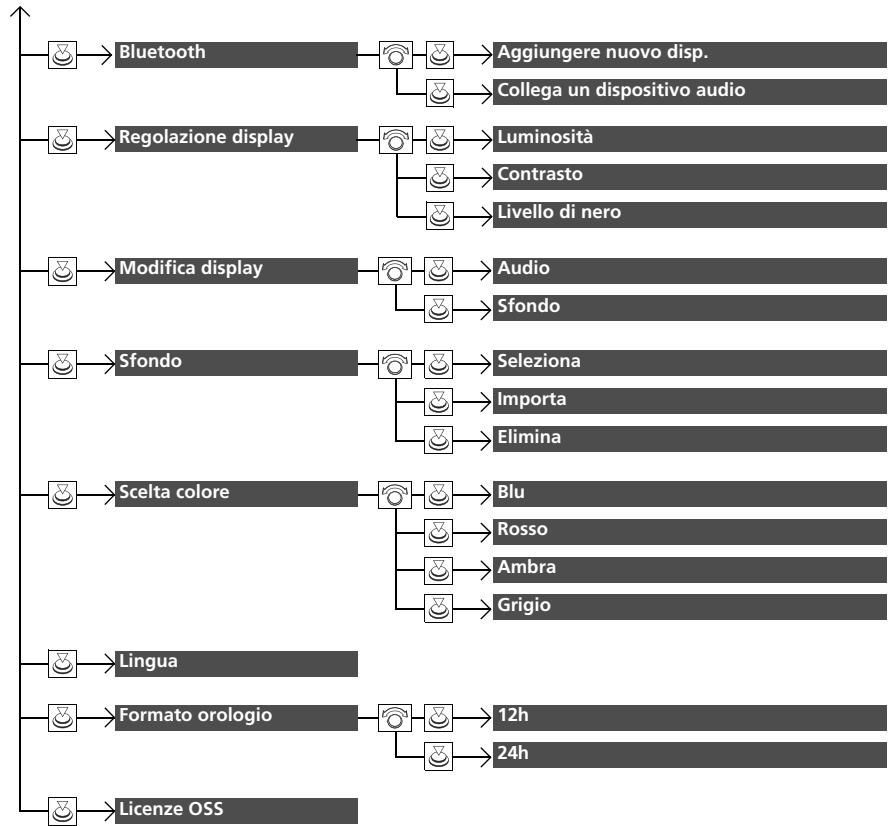 Bluetooth
Aggiungere nuovo disp.
Collega un dispositivo audio
Regolazione display
Luminosità
Contrasto
Livello di nero
Modifica display
Audio
Sfondo
Sfondo
Seleziona
Importa
Elimina
Scelta colore
Blu
Rosso
Ambra
Grigio
Lingua
Formato orologio
12h
24h
Licenze OSS